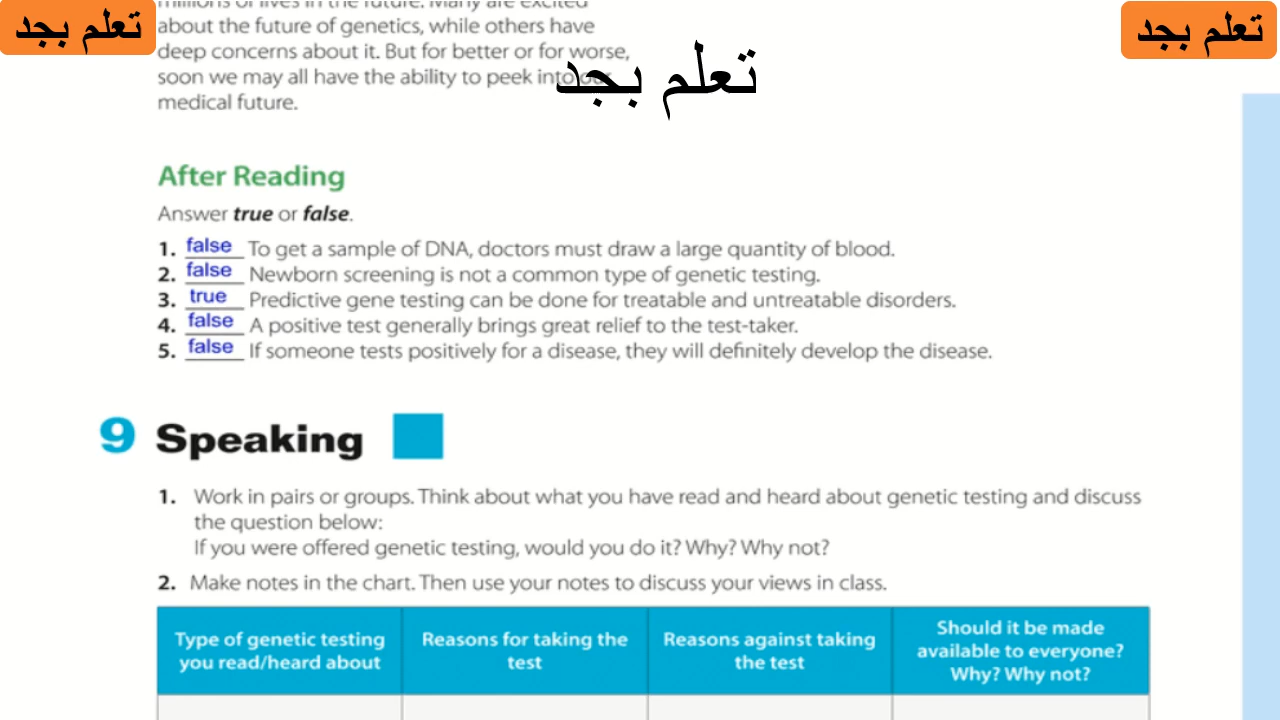 تعلم بجد
تعلم بجد
millions of lives in the future. Many are excited
about the future of genetics, while others have
deep concerns about it. But for better or for worse,
soon we may all have the ability to peek into our
medical future.
تعلم بجد
After Reading
Answer true or false.
1. false To get a sample of DNA, doctors must draw a large quantity of blood.
2. false Newborn screening is not a common type of genetic testing.
3. true Predictive gene testing can be done for treatable and untreatable disorders.
4. false A positive test generally brings great relief to the test-taker.
5. false If someone tests positively for a disease, they will definitely develop the disease.
9 Speaking
1. Work in pairs or groups. Think about what you have read and heard about genetic testing and discuss
the question below:
If you were offered genetic testing, would you do it? Why? Why not?
2. Make notes in the chart. Then use your notes to discuss your views in class.
Type of genetic testing
you read/heard about
Reasons for taking the
test
Reasons against taking
the test
Should it be made
available to everyone?
Why? Why not?